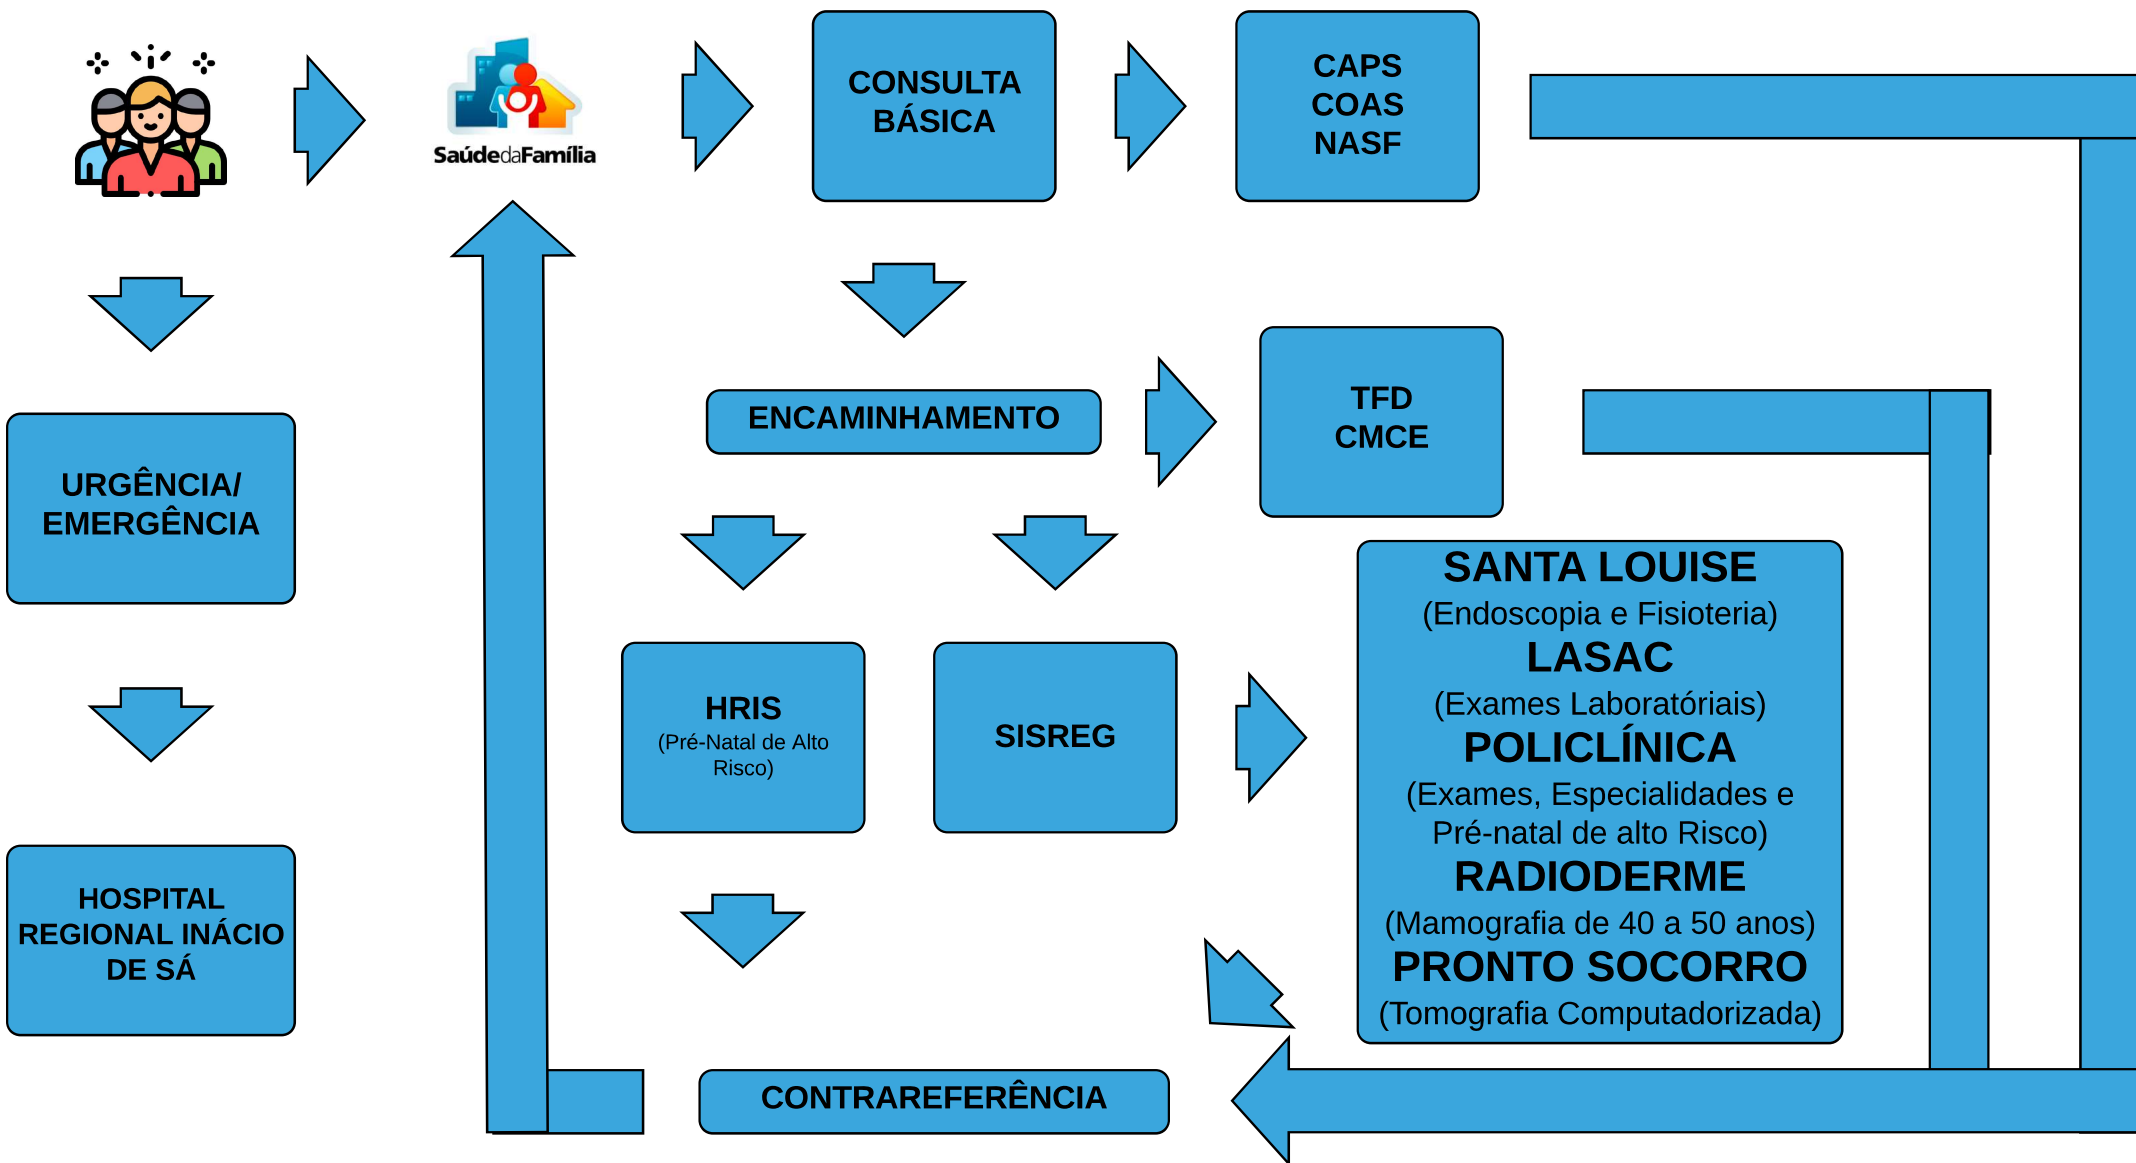 SaúdedaFamília
CONSULTA
BÁSICA
CAPS
COAS
NASF
ENCAMINHAMENTO
TFD
CMCE
URGÊNCIA/
EMERGÊNCIA
HRIS
(Pré-Natal de Alto
Risco)
SISREG
SANTA LOUISE
(Endoscopia e Fisioteria)
LASAC
(Exames Laboratóriais)
POLICLÍNICA
(Exames, Especialidades e
Pré-natal de alto Risco)
RADIODERME
(Mamografia de 40 a 50 anos)
PRONTO SOCORRO
(Tomografia Computadorizada)
HOSPITAL
REGIONAL INÁCIO
DE SÁ
CONTRAREFERÊNCIA